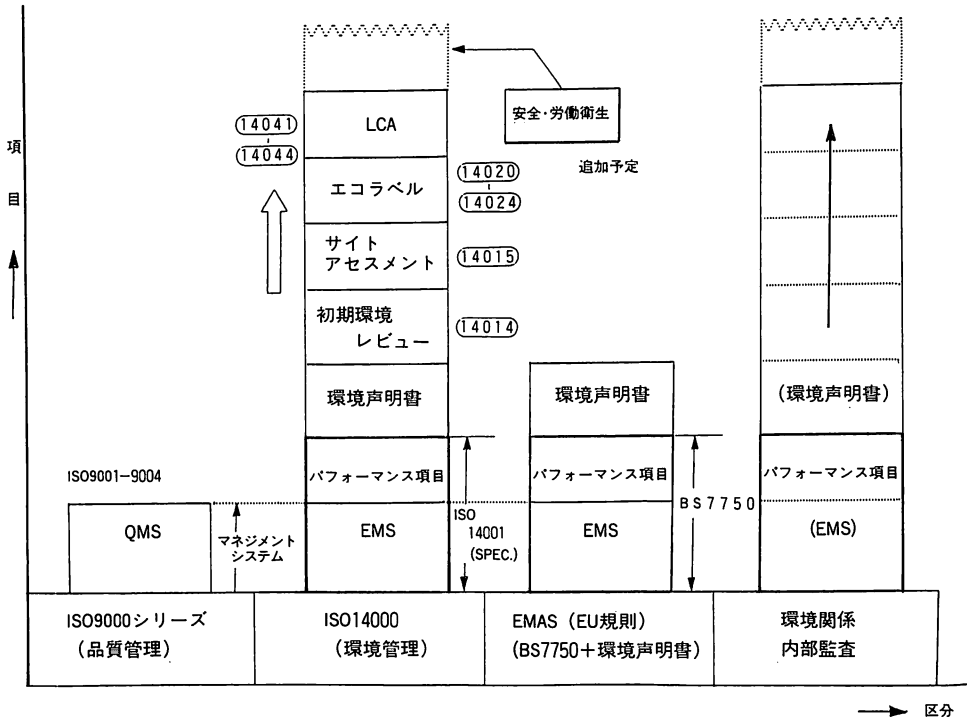 項
目
14041
14044
LCA
エコラベル
サイト
アセスメント
初期環境
レビュー
環境声明書
パフォーマンス項目
EMS
14020
14024
14015
14014
安全・労働衛生
追加予定
ISO9001-9004
QMS
マネジメント
システム
ISO
14001
(SPEC.)
環境声明書
パフォーマンス項目
EMS
BS7750
(環境声明書)
パフォーマンス項目
(EMS)
ISO9000シリーズ
(品質管理)
ISO14000
(環境管理)
EMAS (EU規則)
(BS7750+環境声明書)
環境関係
内部監査
区分